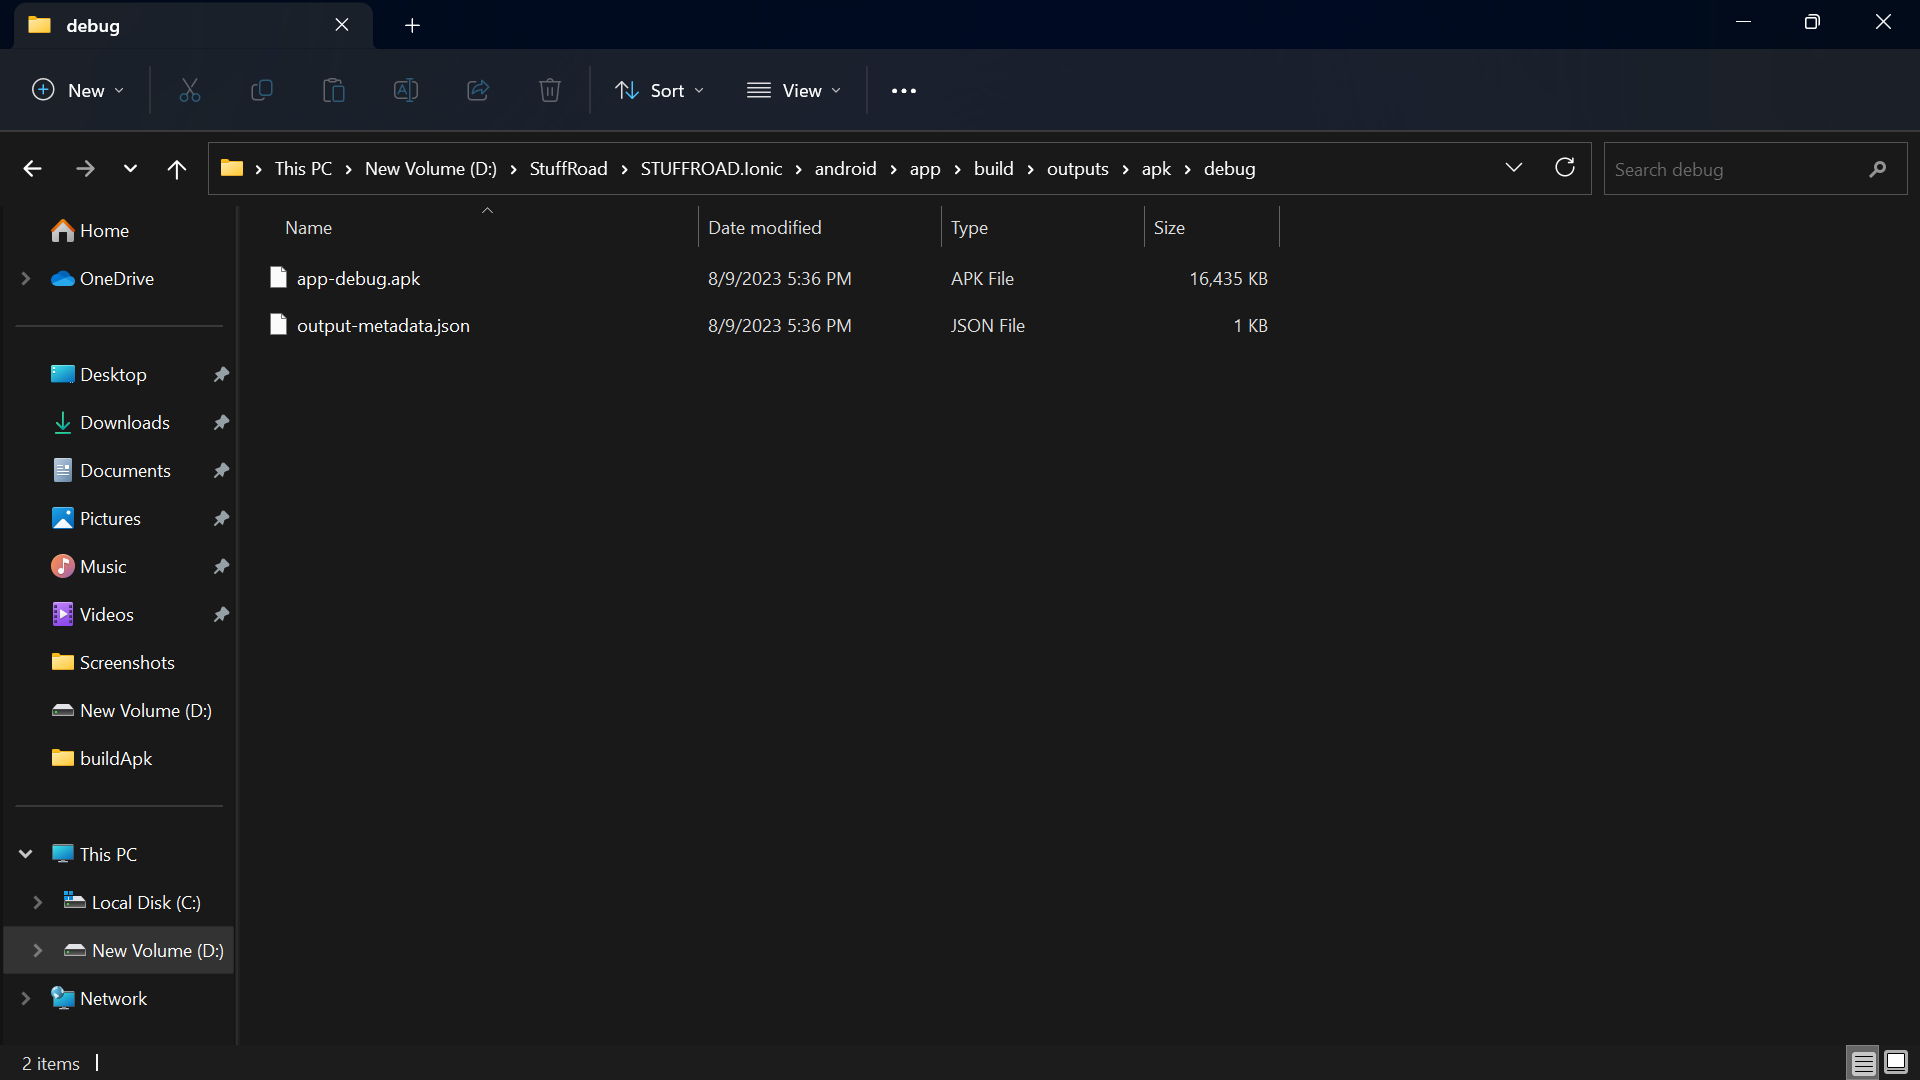 debug
New
Sort
View
This PC > New Volume (D:) > StuffRoad > STUFFROAD.Ionic > android > app > build > outputs > apk > debug
Search debug
Home
OneDrive
Desktop
Downloads
Documents
Pictures
Music
Videos
Screenshots
New Volume (D:)
buildApk
This PC
Local Disk (C:)
New Volume (D:)
Network
Name Date modified Type Size
app-debug.apk 8/9/2023 5:36 PM APK File 16,435 KB
output-metadata.json 8/9/2023 5:36 PM JSON File 1 KB
2 items